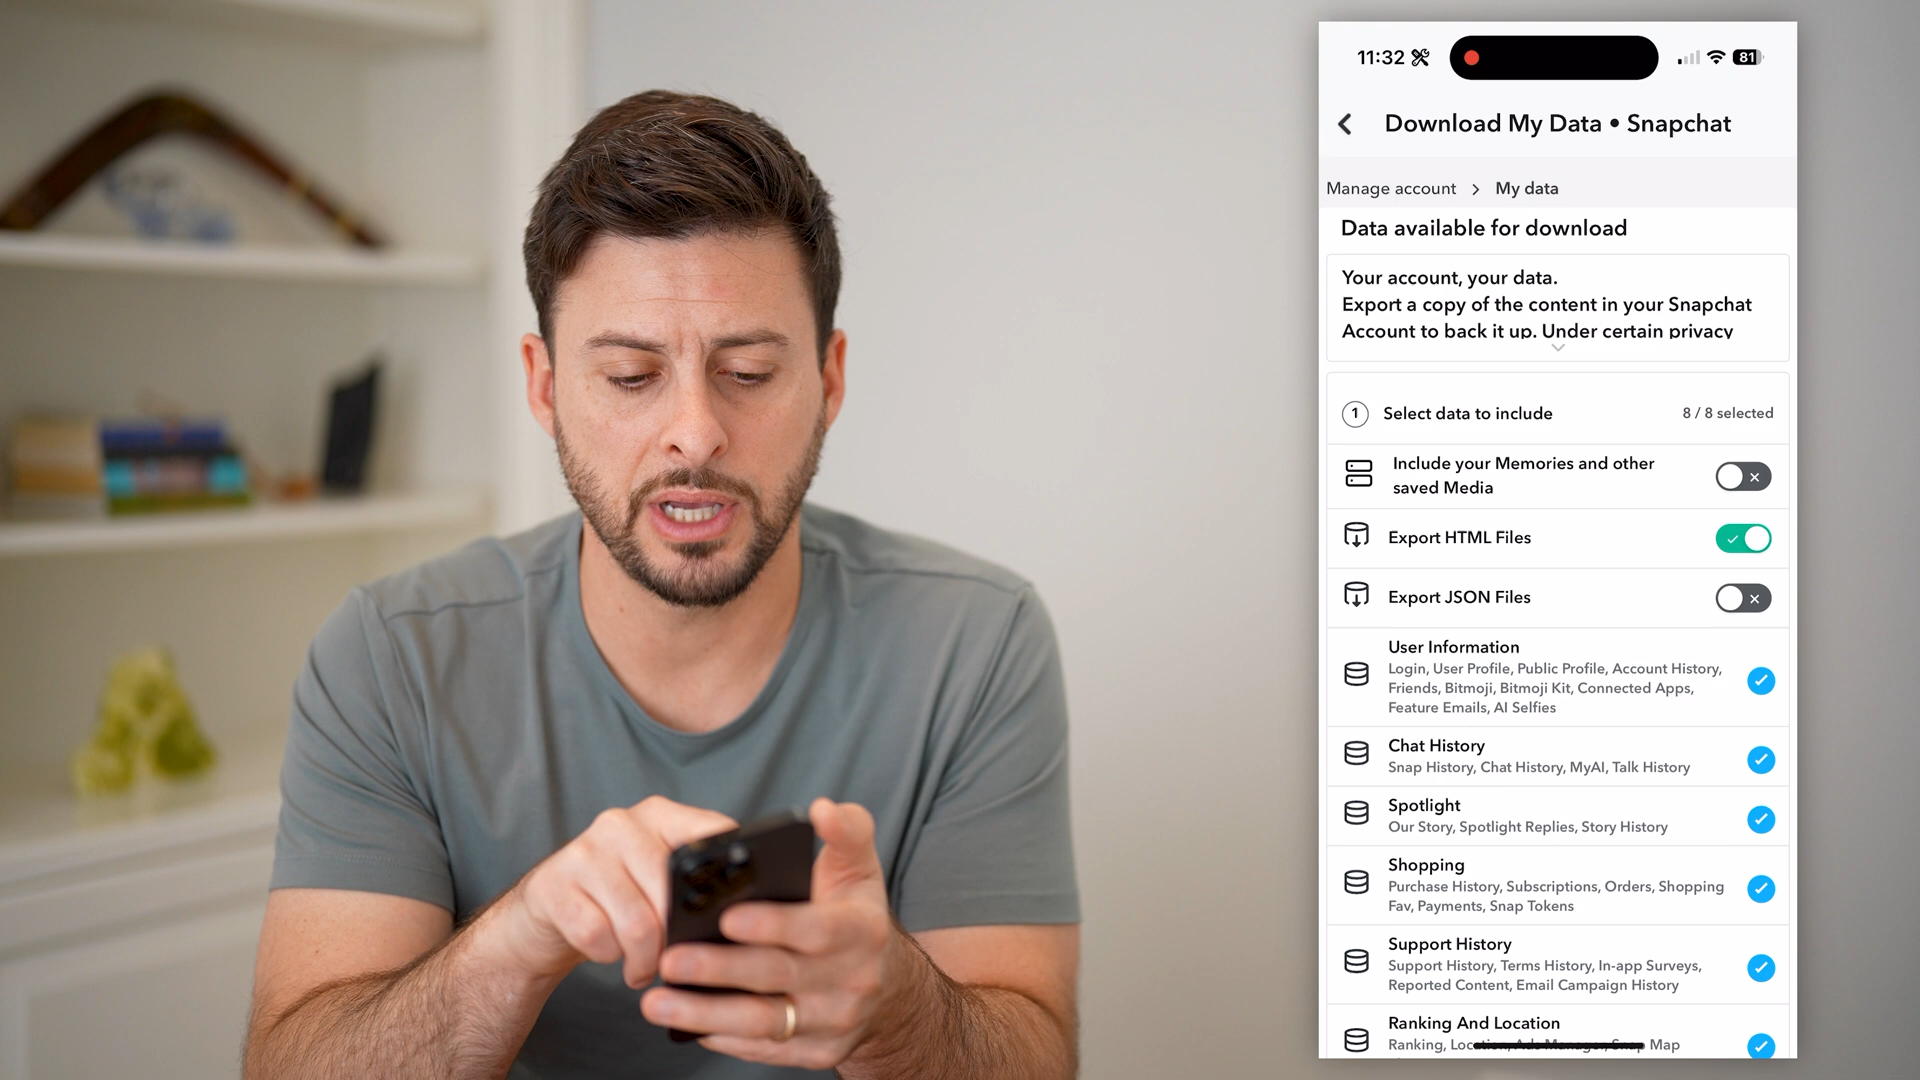 11:32
81
Download My Data • Snapchat
Manage account > My data
Data available for download
Your account, your data.
Export a copy of the content in your Snapchat
Account to back it up. Under certain privacy
1 Select data to include 8 / 8 selected
Include your Memories and other
saved Media
Export HTML Files
Export JSON Files
User Information
Login, User Profile, Public Profile, Account History,
Friends, Bitmoji, Bitmoji Kit, Connected Apps,
Feature Emails, AI Selfies
Chat History
Snap History, Chat History, MyAI, Talk History
Spotlight
Our Story, Spotlight Replies, Story History
Shopping
Purchase History, Subscriptions, Orders, Shopping
Fav, Payments, Snap Tokens
Support History
Support History, Terms History, In-app Surveys,
Reported Content, Email Campaign History
Ranking And Location
Ranking, Location, Ads Manager, Snap Map